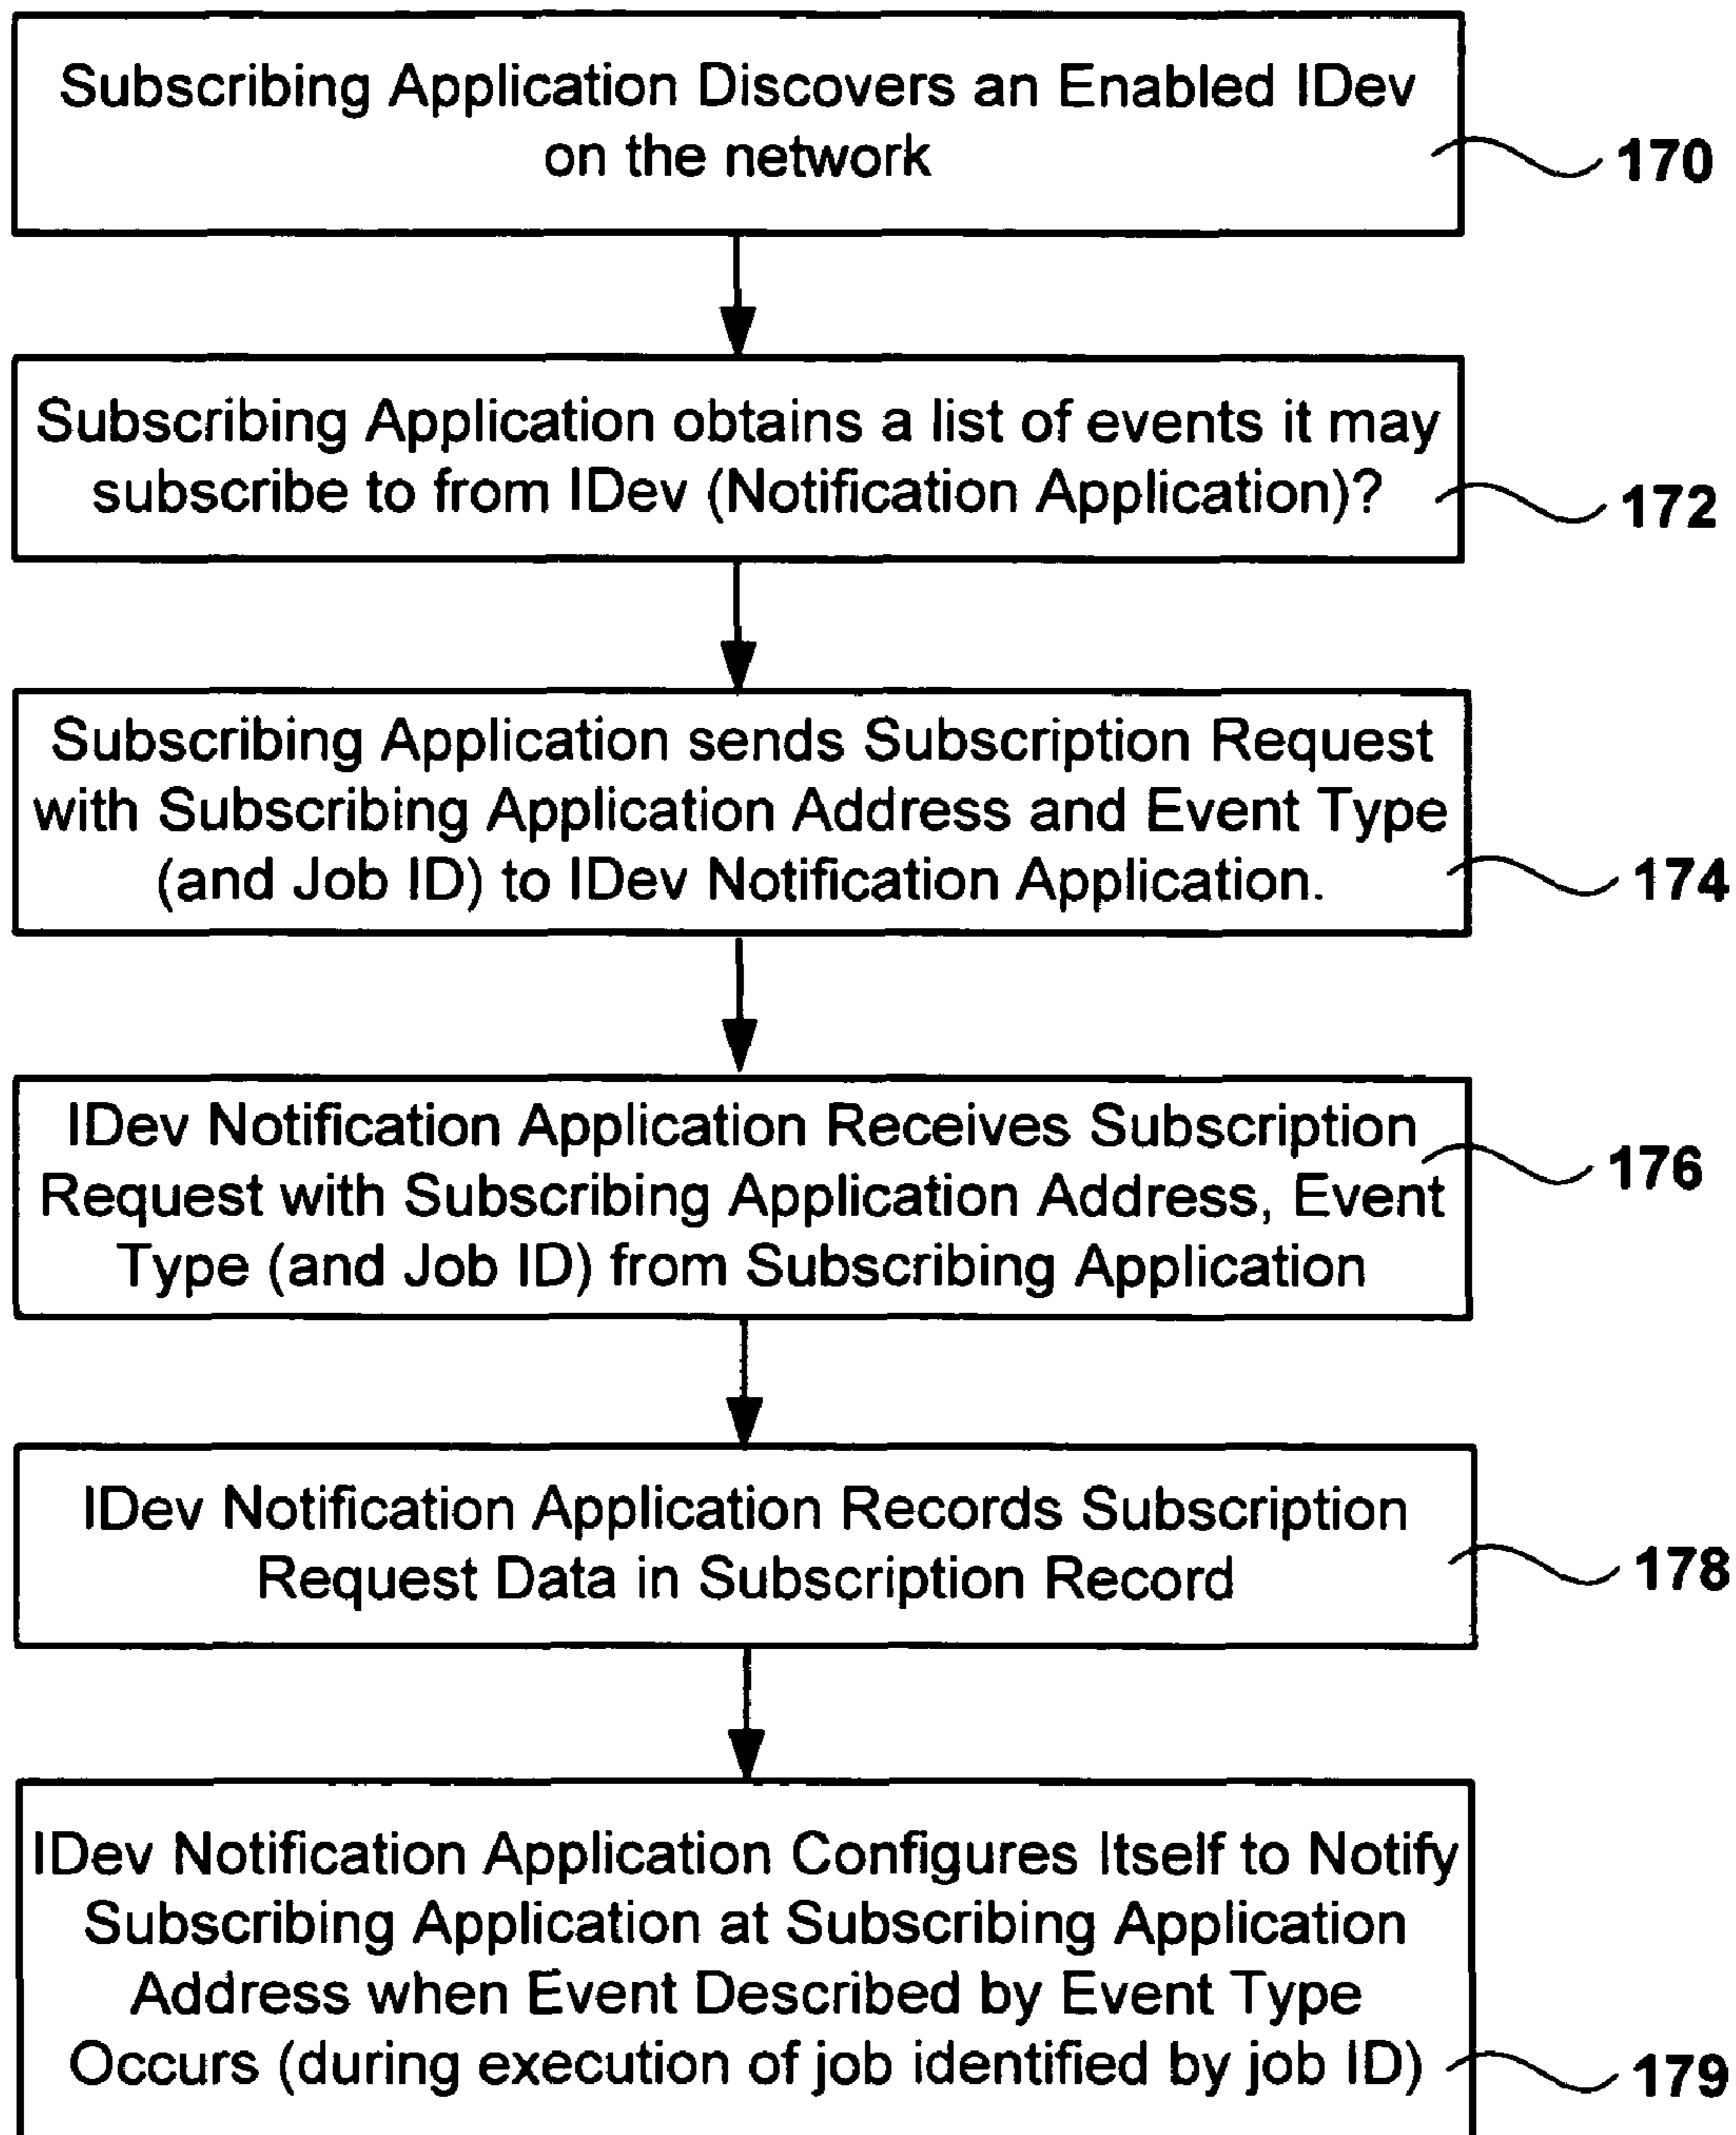 Subscribing Application Discovers an Enabled IDev
on the network
170
Subscribing Application obtains a list of events it may
subscribe to from IDev (Notification Application)?
172
Subscribing Application sends Subscription Request
with Subscribing Application Address and Event Type
(and Job ID) to IDev Notification Application.
174
IDev Notification Application Receives Subscription
Request with Subscribing Application Address, Event
Type (and Job ID) from Subscribing Application
176
IDev Notification Application Records Subscription
Request Data in Subscription Record
178
IDev Notification Application Configures Itself to Notify
Subscribing Application at Subscribing Application
Address when Event Described by Event Type
Occurs (during execution of job identified by job ID)
179